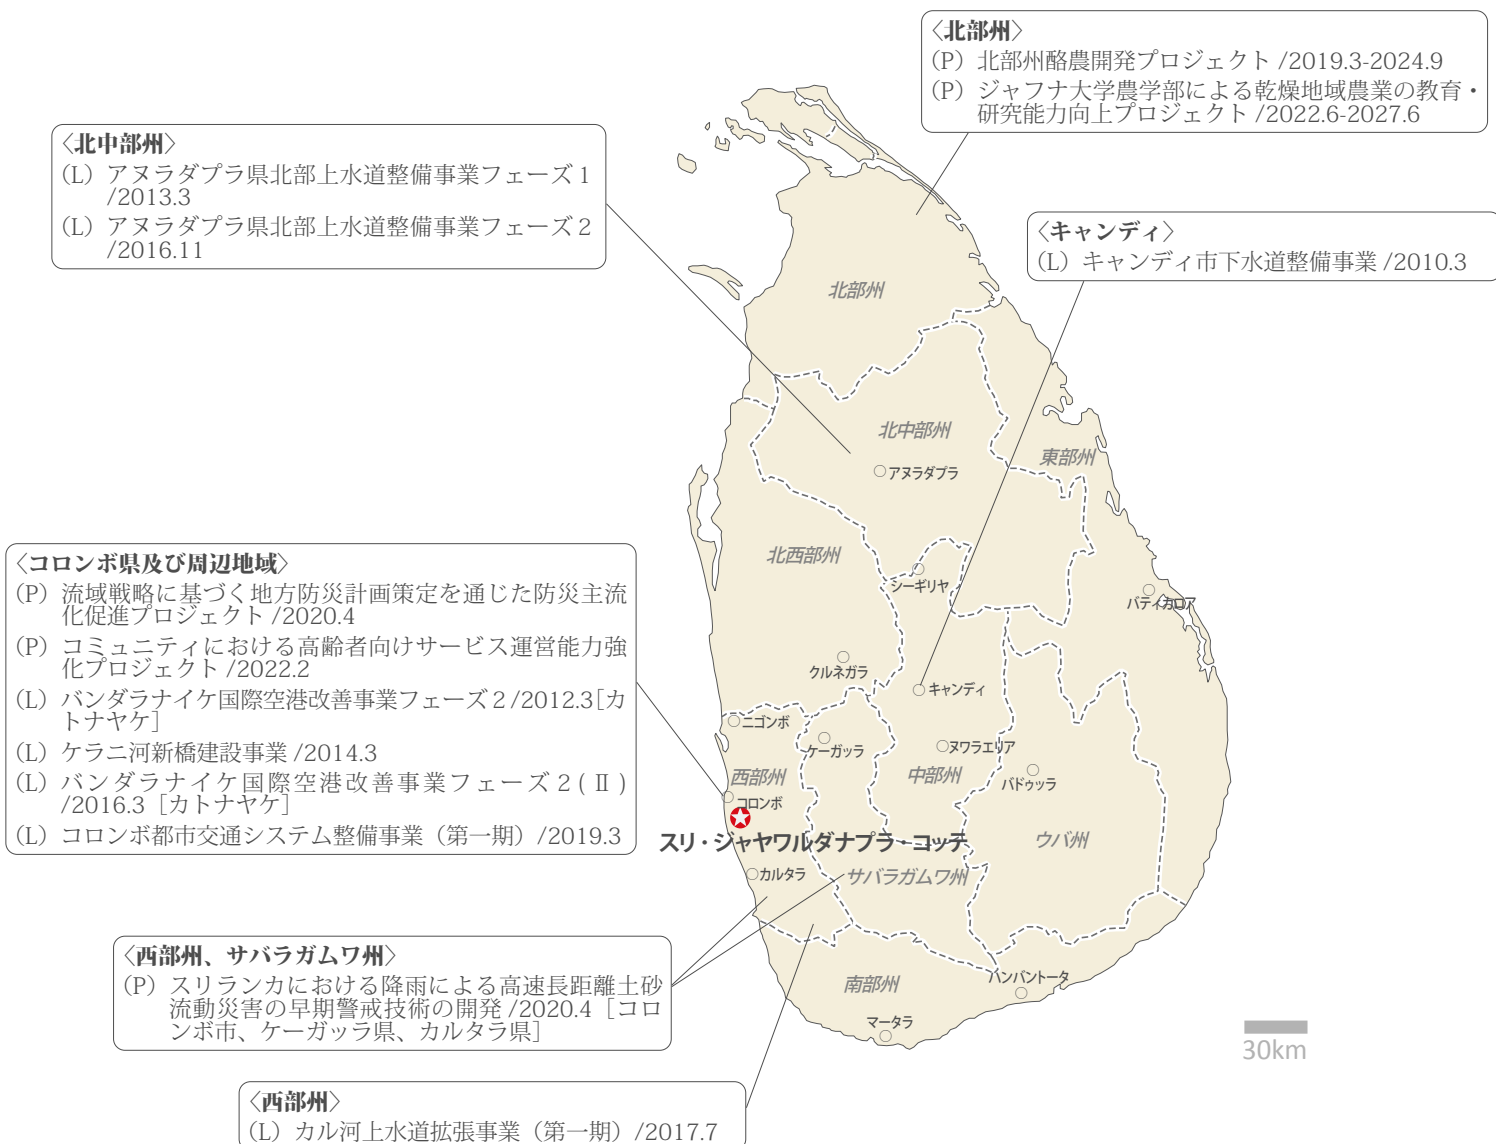 〈北部州〉
(P) 北部州酪農開発プロジェクト /2019.3-2024.9
(P) ジャフナ大学農学部による乾燥地域農業の教育・
研究能力向上プロジェクト /2022.6-2027.6
〈北中部州〉
(L) アヌラダプラ県北部上水道整備事業フェーズ1
/2013.3
(L) アヌラダプラ県北部上水道整備事業フェーズ2
/2016.11
〈キャンディ〉
(L) キャンディ市下水道整備事業 /2010.3
北部州
北中部州
東部州
アヌラダプラ
北西部州
シーギリヤ
バティカロア
〈コロンボ県及び周辺地域〉
(P) 流域戦略に基づく地方防災計画策定を通じた防災主流
化促進プロジェクト /2020.4
(P) コミュニティにおける高齢者向けサービス運営能力強
化プロジェクト /2022.2
(L) バンダラナイケ国際空港改善事業フェーズ2/2012.3[カ
トナヤケ]
(L) ケラニ河新橋建設事業 /2014.3
(L) バンダラナイケ国際空港改善事業フェーズ2(Ⅱ)
/2016.3 [カトナヤケ]
(L) コロンボ都市交通システム整備事業(第一期)/2019.3
クルネガラ
キャンディ
ニゴンボ
ケーガッラ
ヌワラエリア
西部州
中部州
バドゥッラ
コロンボ
スリ・ジャヤワルダナプラ・コッテ
ウバ州
カルタラ
サバラガムワ州
〈西部州、サバラガムワ州〉
(P) スリランカにおける降雨による高速長距離土砂
流動災害の早期警戒技術の開発 /2020.4 [コロ
ンボ市、ケーガッラ県、カルタラ県]
南部州
ハンバントータ
マータラ
30km
〈西部州〉
(L) カル河上水道拡張事業(第一期)/2017.7